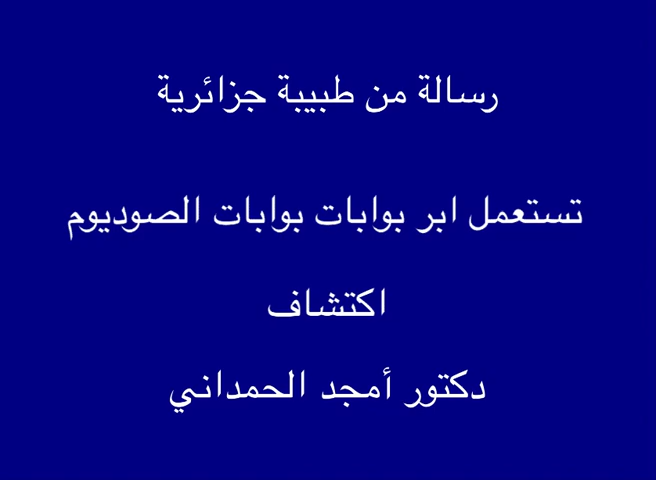 رسالة من طبيبة جزائرية
تستعمل ابر بوابات بوابات الصوديوم
اكتشاف
دكتور أمجد الحمداني